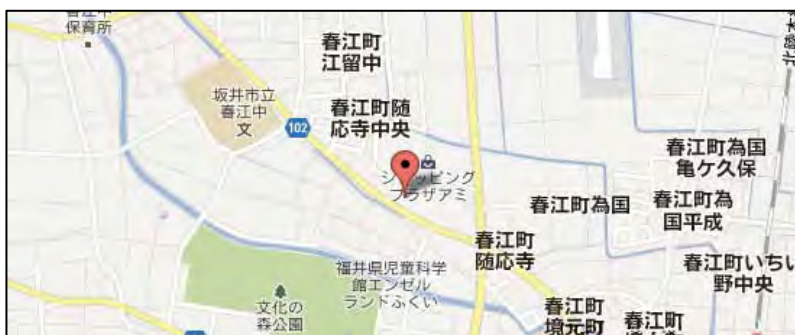 春江中
保育所
春江町
江留中
坂井市立
春江中
文
春江町随
応寺中央
102
ショッピング
プラザアミ
春江町為国
亀ケ久保
春江町為国
春江町為
国平成
春江町
随応寺
福井県児童科学
館エンゼル
ランドふくい
文化の
森公園
春江町いちい
野中央
春江町
境元町
春江町